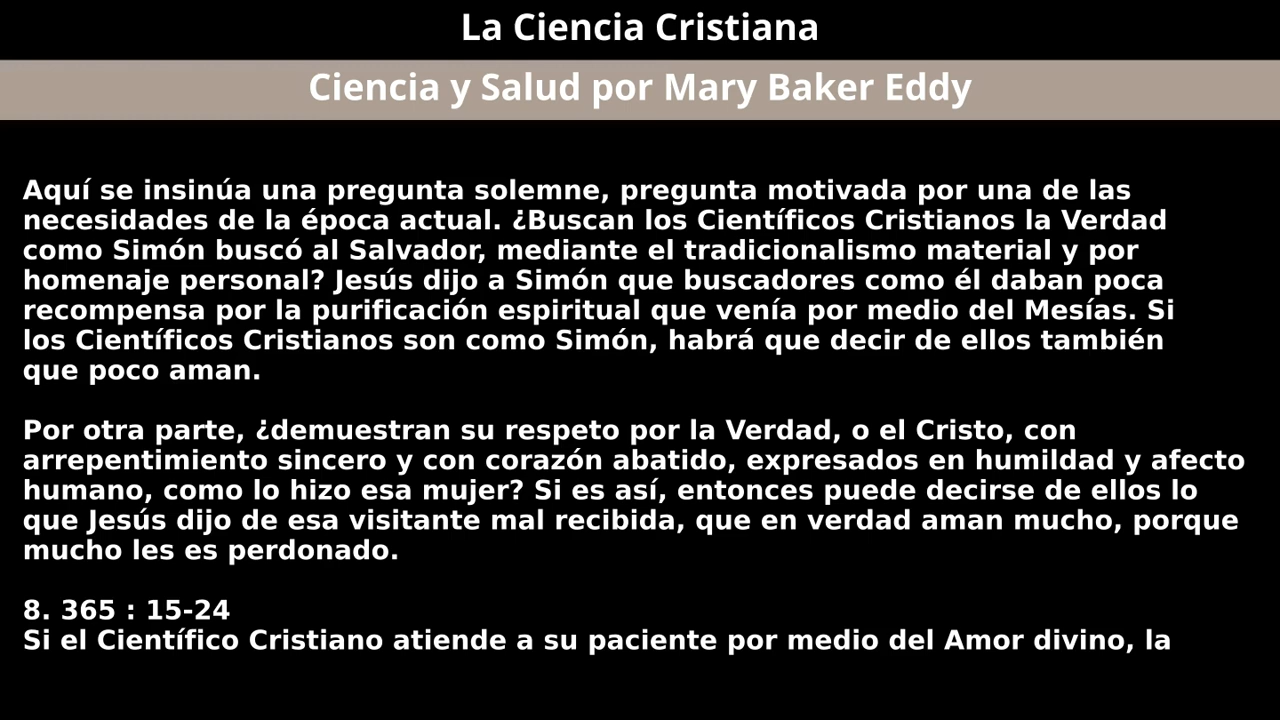 La Ciencia Cristiana
Ciencia y Salud por Mary Baker Eddy
Aquí se insinúa una pregunta solemne, pregunta motivada por una de las
necesidades de la época actual. ¿Buscan los Científicos Cristianos la Verdad
como Simón buscó al Salvador, mediante el tradicionalismo material y por
homenaje personal? Jesús dijo a Simón que buscadores como él daban poca
recompensa por la purificación espiritual que venía por medio del Mesías. Si
los Científicos Cristianos son como Simón, habrá que decir de ellos también
que poco aman.
Por otra parte, ¿demuestran su respeto por la Verdad, o el Cristo, con
arrepentimiento sincero y con corazón abatido, expresados en humildad y afecto
humano, como lo hizo esa mujer? Si es así, entonces puede decirse de ellos lo
que Jesús dijo de esa visitante mal recibida, que en verdad aman mucho, porque
mucho les es perdonado.
8. 365 : 15-24
Si el Científico Cristiano atiende a su paciente por medio del Amor divino, la